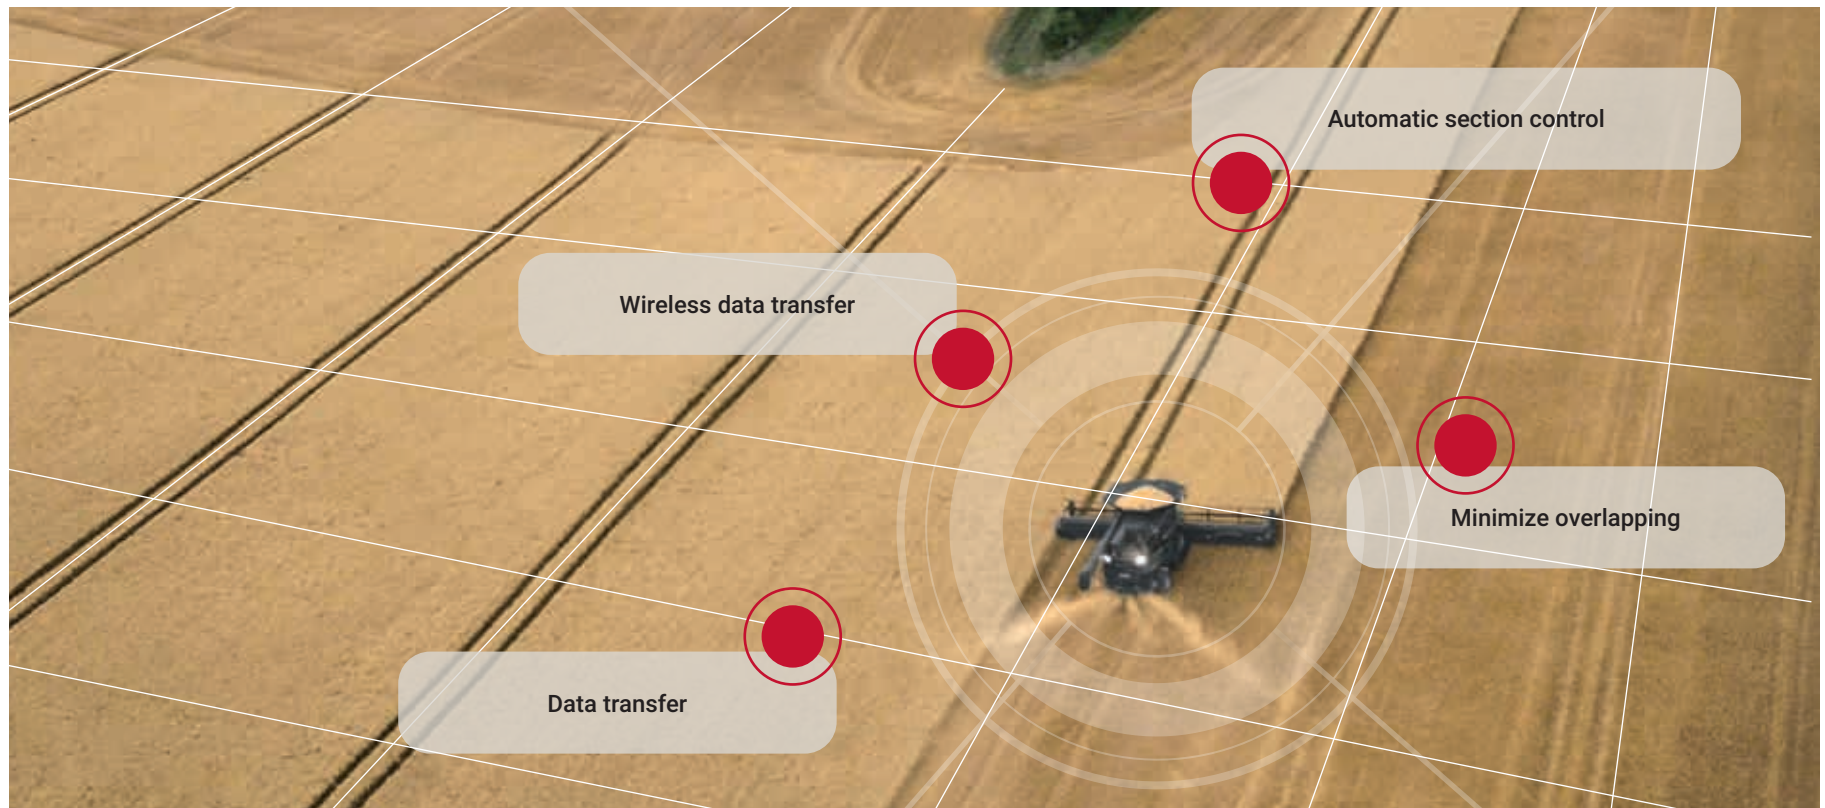 Automatic section control
Wireless data transfer
Minimize overlapping
Data transfer